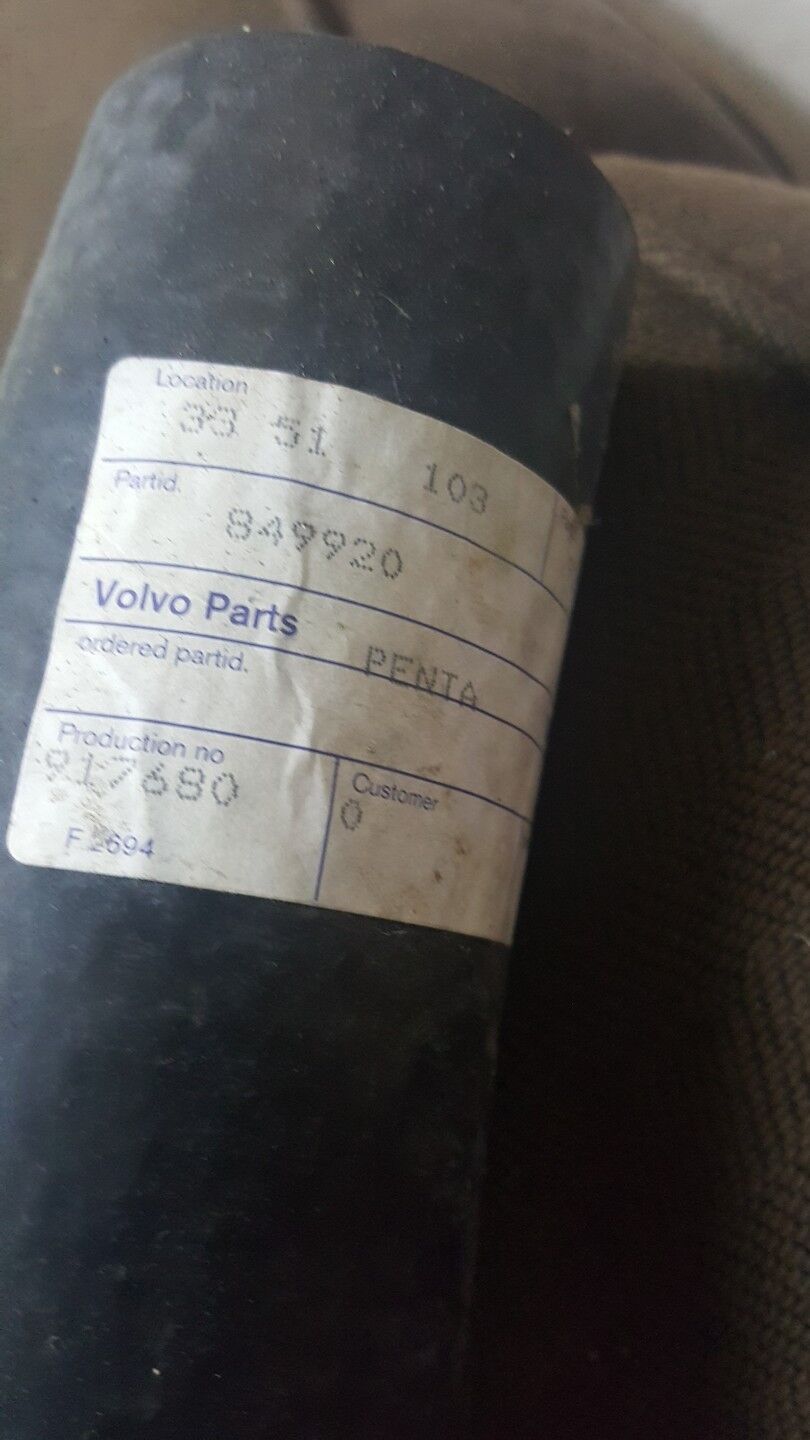 Location
33 51 103
Partid.
849920
Volvo Parts
ordered partid. PENTA
Production no
917680
Customer
0
F 2694